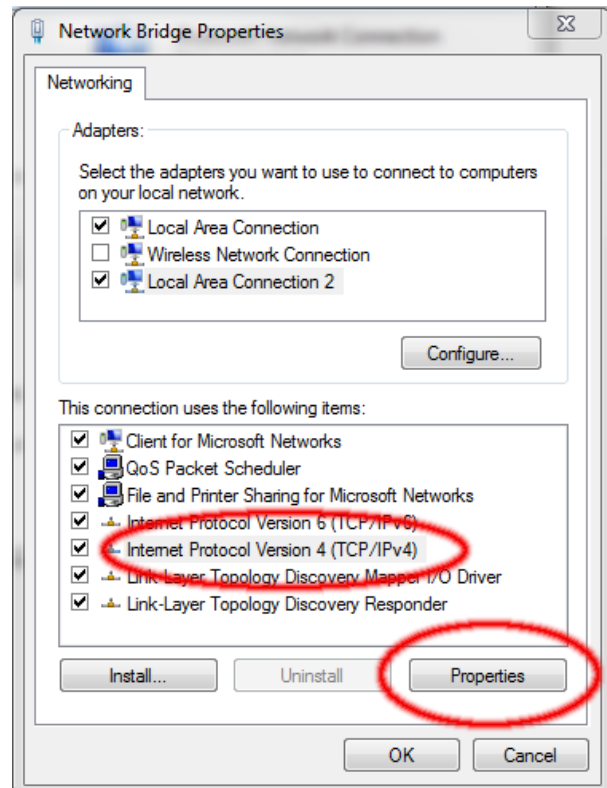 Network Bridge Properties
Networking
Adapters:
Select the adapters you want to use to connect to computers
on your local network.
Local Area Connection
Wireless Network Connection
Local Area Connection 2
Configure...
This connection uses the following items:
Client for Microsoft Networks
QoS Packet Scheduler
File and Printer Sharing for Microsoft Networks
Internet Protocol Version 6 (TCP/IPv6)
Internet Protocol Version 4 (TCP/IPv4)
Link-Layer Topology Discovery Mapper I/O Driver
Link-Layer Topology Discovery Responder
Install...
Uninstall
Properties
OK
Cancel